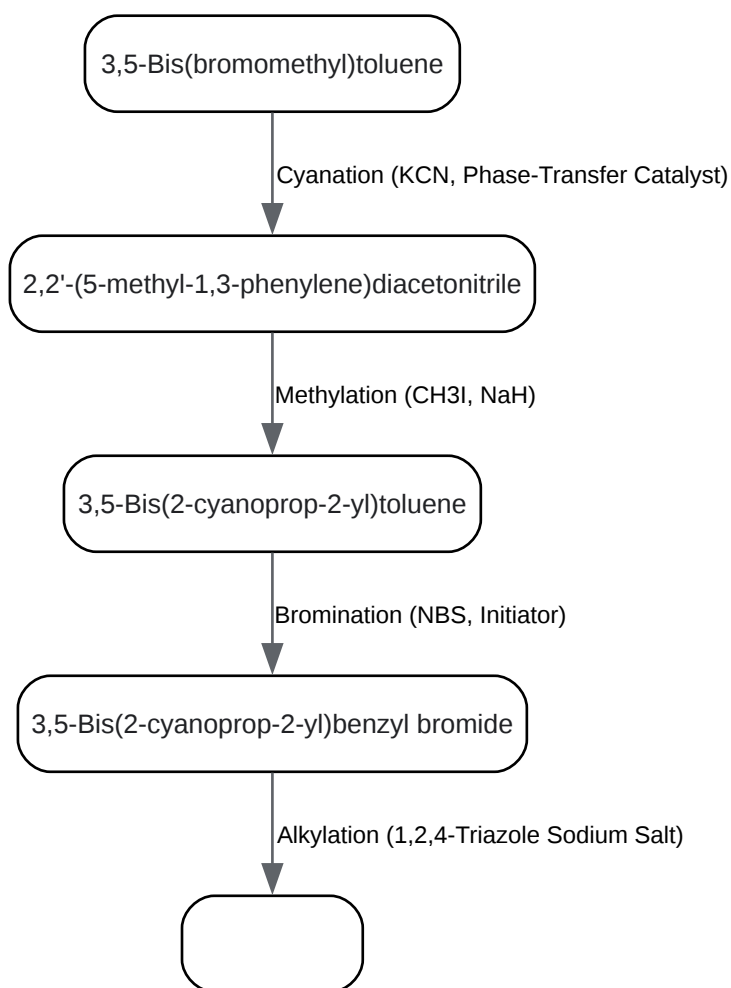 3,5-Bis(bromomethyl)toluene
Cyanation (KCN, Phase-Transfer Catalyst)
2,2'-(5-methyl-1,3-phenylene)diacetonitrile
Methylation (CH3I, NaH)
3,5-Bis(2-cyanoprop-2-yl)toluene
Bromination (NBS, Initiator)
3,5-Bis(2-cyanoprop-2-yl)benzyl bromide
Alkylation (1,2,4-Triazole Sodium Salt)